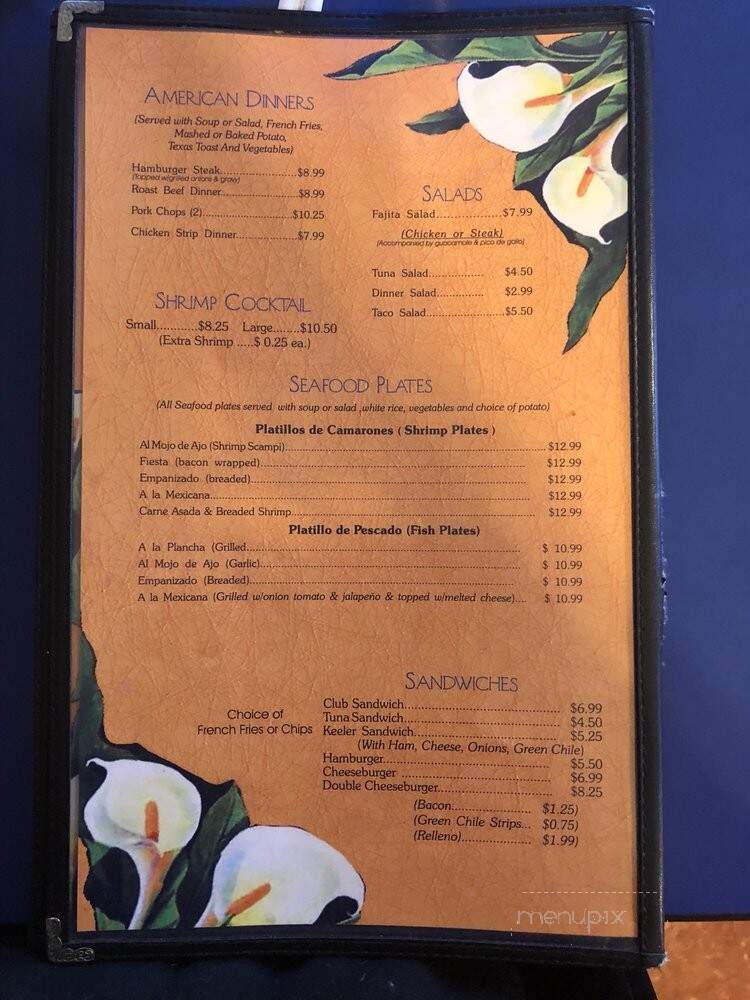 AMERICAN DINNERS
(Served with Soup or Salad, French Fries,
Mashed or Baked Potato,
Texas Toast And Vegetables)
Hamburger Steak..............................$8.99
(Topped w/grilled onions & gravy)
Roast Beef Dinner.............................$8.99
Pork Chops (2)..................................$10.25
Chicken Strip Dinner..........................$7.99
SALADS
Fajita Salad..................$7.99
(Chicken or Steak)
(Accompanied by guacamole & pico de gallo)
Tuna Salad............... $4.50
Dinner Salad............. $2.99
Taco Salad................$5.50
SHRIMP COCKTAIL
Small............$8.25 Large........$10.50
(Extra Shrimp .....$ 0.25 ea.)
SEAFOOD PLATES
(All Seafood plates served with soup or salad ,white rice, vegetables and choice of potato)
Platillos de Camarones ( Shrimp Plates )
Al Mojo de Ajo (Shrimp Scampi)..........................................................$12.99
Fiesta (bacon wrapped).......................................................... $12.99
Empanizado (breaded).......................................................... $12.99
A la Mexicana.......................................................... $12.99
Carne Asada & Breaded Shrimp.......................................................... $12.99
Platillo de Pescado (Fish Plates)
A la Plancha (Grilled.......................................................... $ 10.99
Al Mojo de Ajo (Garlic).......................................................... $ 10.99
Empanizado (Breaded).......................................................... $ 10.99
A la Mexicana (Grilled w/onion tomato & jalapeño & topped w/melted cheese).... $ 10.99
SANDWICHES
Choice of
French Fries or Chips
Club Sandwich........................................ $6.99
Tuna Sandwich........................................ $4.50
Keeler Sandwich..................................... $5.25
(With Ham, Cheese, Onions, Green Chile)
Hamburger............................................ $5.50
Cheeseburger ........................................ $6.99
Double Cheeseburger............................. $8.25
(Bacon..................... $1.25)
(Green Chile Strips... $0.75)
(Relleno)................... $1.99)
menupix